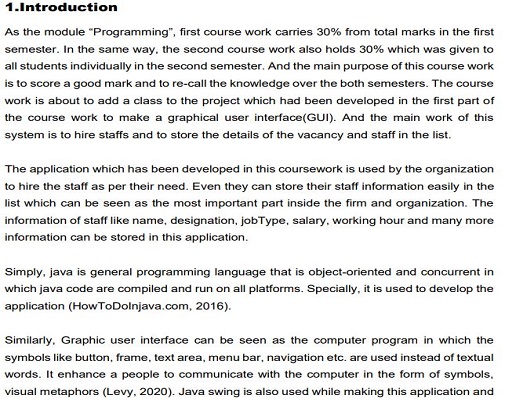 1.Introduction
As the module “Programming”, first course work carries 30% from total marks in the first
semester. In the same way, the second course work also holds 30% which was given to
all students individually in the second semester. And the main purpose of this course work
is to score a good mark and to re-call the knowledge over the both semesters. The course
work is about to add a class to the project which had been developed in the first part of
the course work to make a graphical user interface(GUI). And the main work of this
system is to hire staffs and to store the details of the vacancy and staff in the list.
The application which has been developed in this coursework is used by the organization
to hire the staff as per their need. Even they can store their staff information easily in the
list which can be seen as the most important part inside the firm and organization. The
information of staff like name, designation, jobType, salary, working hour and many more
information can be stored in this application.
Simply, java is general programming language that is object-oriented and concurrent in
which java code are compiled and run on all platforms. Specially, it is used to develop the
application (HowToDoInjava.com, 2016).
Similarly, Graphic user interface can be seen as the computer program in which the
symbols like button, frame, text area, menu bar, navigation etc. are used instead of textual
words. It enhance a people to communicate with the computer in the form of symbols,
visual metaphors (Levy, 2020). Java swing is also used while making this application and